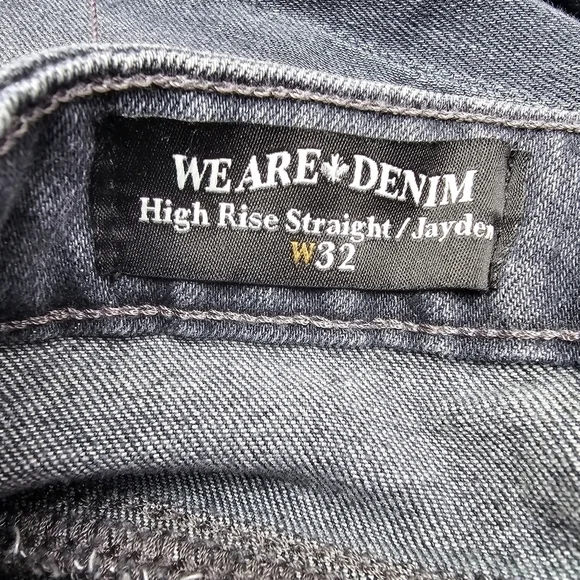 WE ARE DENIM
High Rise Straight / Jayden
W32